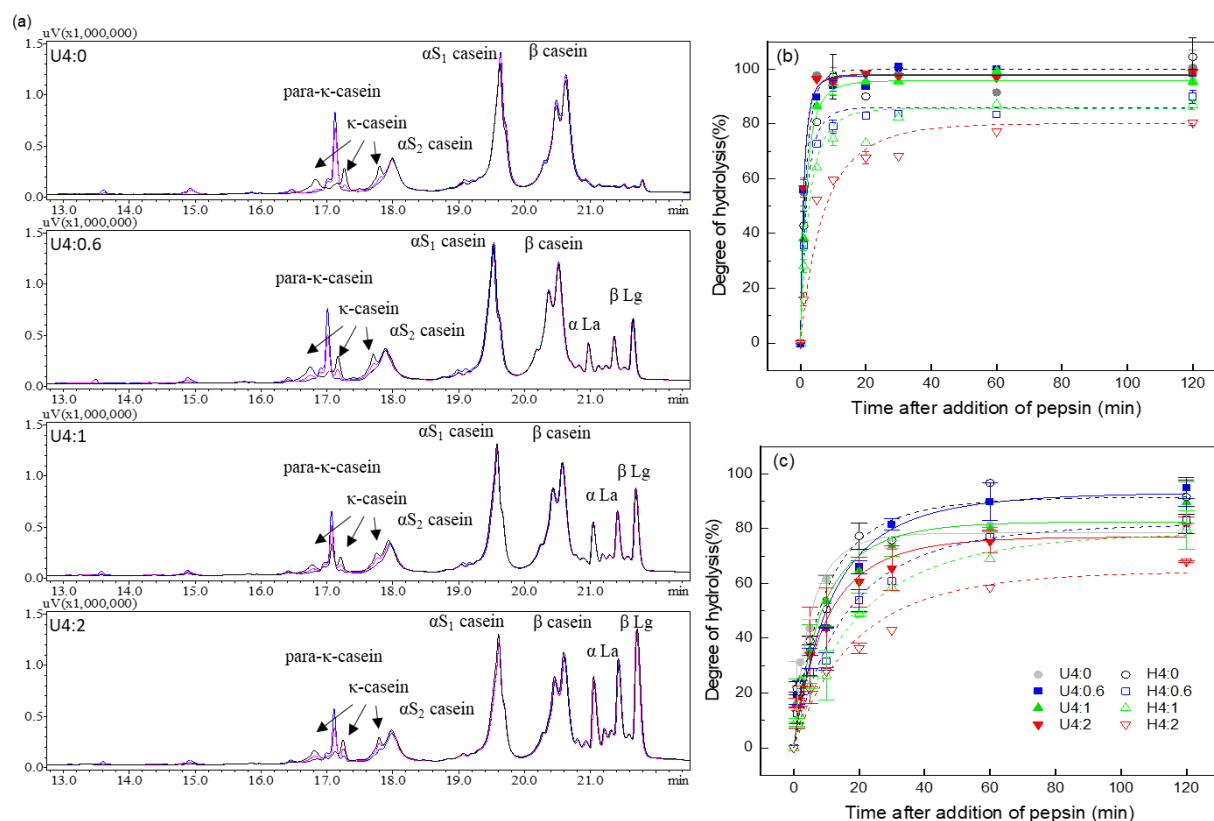 (a)
uV(x1,000,000)
U4:0
αS₁ casein
β casein
para-κ-casein
κ-casein
αS₂ casein
1.5
1.0
0.5
0.0
13.0 14.0 15.0 16.0 17.0 18.0 19.0 20.0 21.0 min
uV(x1,000,000)
U4:0.6
αS₁ casein
β casein
para-κ-casein
κ-casein
αS₂ casein
α La
β Lg
1.5
1.0
0.5
0.0
13.0 14.0 15.0 16.0 17.0 18.0 19.0 20.0 21.0 min
uV(x1,000,000)
U4:1
αS₁ casein
β casein
para-κ-casein
κ-casein
αS₂ casein
α La
β Lg
1.5
1.0
0.5
0.0
13.0 14.0 15.0 16.0 17.0 18.0 19.0 20.0 21.0 min
uV(x1,000,000)
U4:2
αS₁ casein
β casein
para-κ-casein
κ-casein
αS₂ casein
α La
β Lg
1.5
1.0
0.5
0.0
13.0 14.0 15.0 16.0 17.0 18.0 19.0 20.0 21.0 min
(b)
Degree of hydrolysis(%)
100
80
60
40
20
0
0 20 40 60 80 100 120
Time after addition of pepsin (min)
(c)
Degree of hydrolysis(%)
100
80
60
40
20
0
U4:0 H4:0
U4:0.6 H4:0.6
U4:1 H4:1
U4:2 H4:2
0 20 40 60 80 100 120
Time after addition of pepsin (min)